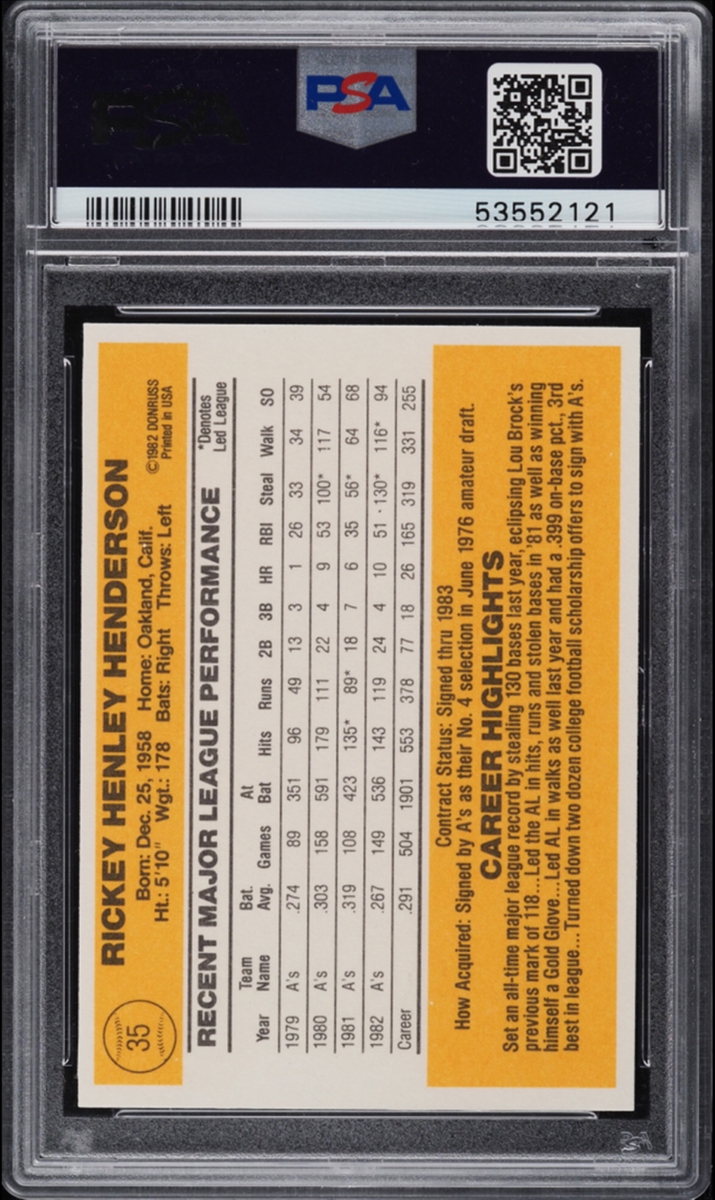 PSA
53552121
35
RICKEY HENLEY HENDERSON
Born: Dec. 25, 1958 Home: Oakland, Calif.
Ht.: 5'10" Wgt.: 178 Bats: Right Throws: Left
©1982 DONRUSS
Printed in USA
RECENT MAJOR LEAGUE PERFORMANCE
*Denotes
Led League
Year Team Name Bat. Avg. Games At Bat Hits Runs 2B 3B HR RBI Steal Walk SO
1979 A's .274 89 351 96 49 13 3 1 26 33 34 39
1980 A's .303 158 591 179 111 22 4 9 53 100* 117 54
1981 A's .319 108 423 135* 89* 18 7 6 35 56* 64 68
1982 A's .267 149 536 143 119 24 4 10 51 130* 116* 94
Career .291 504 1901 553 378 77 18 26 165 319 331 255
Contract Status: Signed thru 1983
How Acquired: Signed by A's as their No. 4 selection in June 1976 amateur draft.
CAREER HIGHLIGHTS
Set an all-time major league record by stealing 130 bases last year, eclipsing Lou Brock's
previous mark of 118...Led the AL in hits, runs and stolen bases in '81 as well as winning
himself a Gold Glove...Led AL in walks as well last year and had a .399 on-base pct., 3rd
best in league...Turned down two dozen college football scholarship offers to sign with A's.